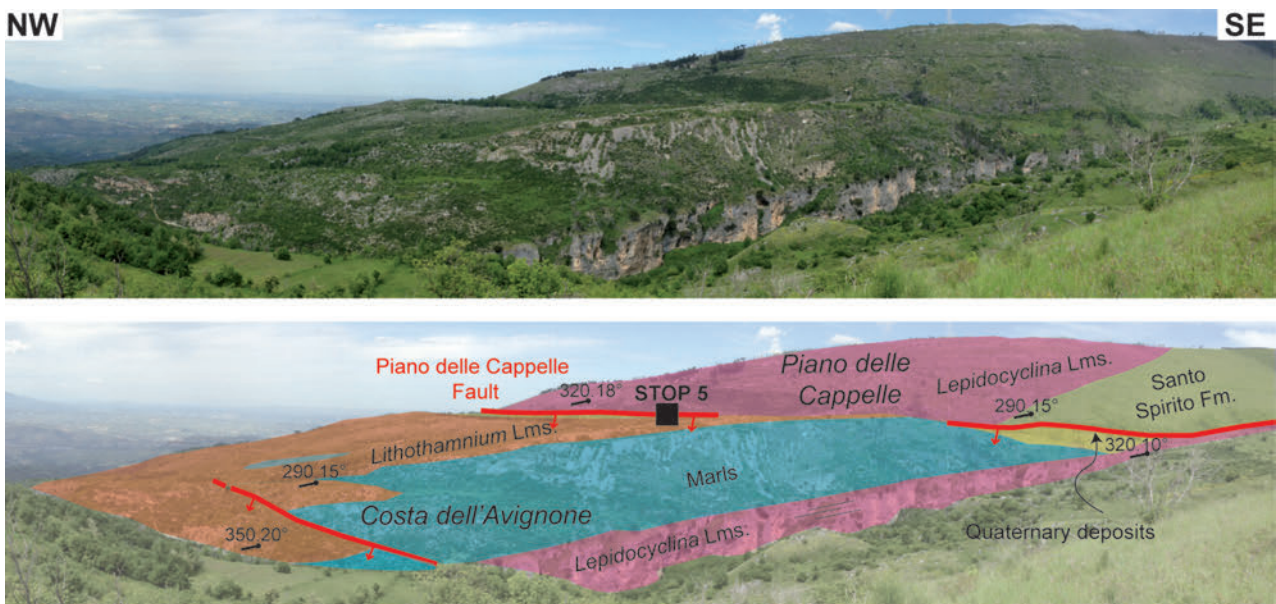 NW
SE
Piano delle Cappelle
Fault
320.18°
STOP 5
Piano delle
Cappelle
Lepidocyclina Lms.
290.15°
Santo
Spirito Fm.
Lithothamnium Lms.
290.15°
Marls
320.10
Costa dell'Avignone
350.20°
Lepidocyclina Lms.
Quaternary deposits